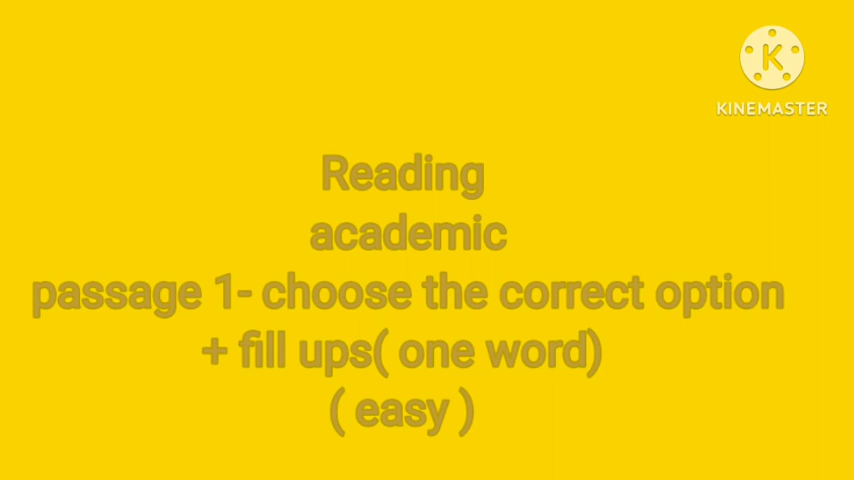 K
KINEMASTER
Reading
academic
passage 1- choose the correct option
+ fill ups( one word)
( easy )